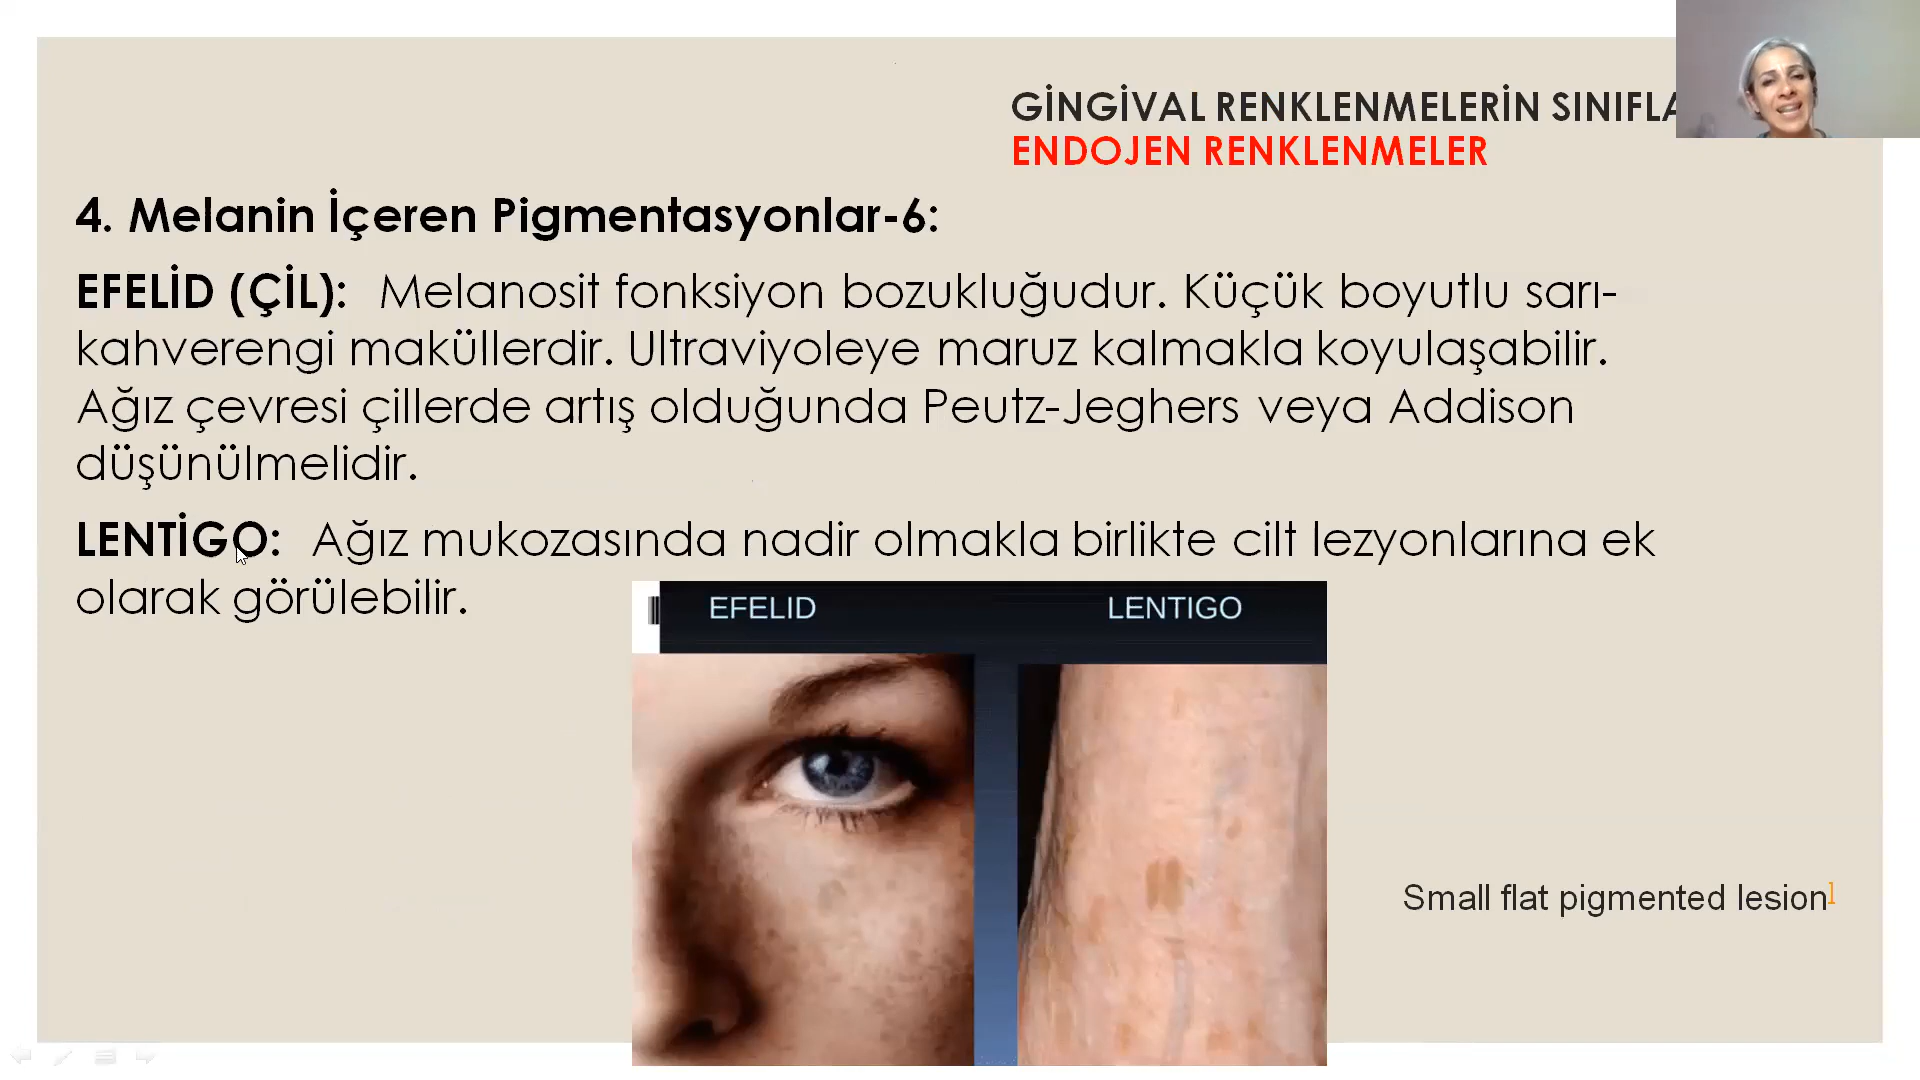 GİNGİVAL RENKLENMELERİN
ENDOJEN RENKLENMELER
4. Melanin İçeren Pigmentasyonlar-6:
EFELİD (ÇİL): Melanosit fonksiyon bozukluğudur. Küçük boyutlu sarı-
kahverengi maküllerdir. Ultraviyoleye maruz kalmakla koyulaşabilir.
Ağız çevresi çillerde artış olduğunda Peutz-Jeghers veya Addison
düşünülmelidir.
LENTİGO: Ağız mukozasında nadir olmakla birlikte cilt lezyonlarına ek
olarak görülebilir.
EFELID LENTIGO
Small flat pigmented lesion]